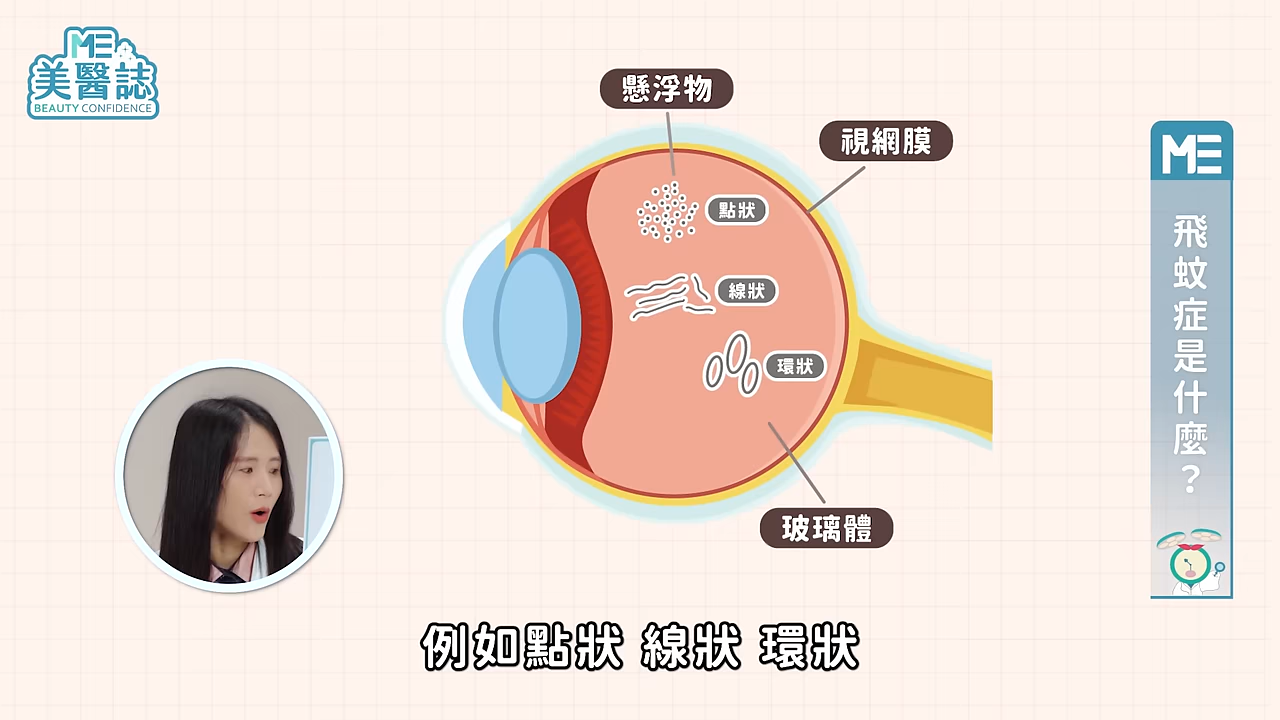 ME
美醫誌
BEAUTY CONFIDENCE
懸浮物
視網膜
點狀
線狀
環狀
玻璃體
ME
飛蚊症是什麼？
例如點狀 線狀 環狀